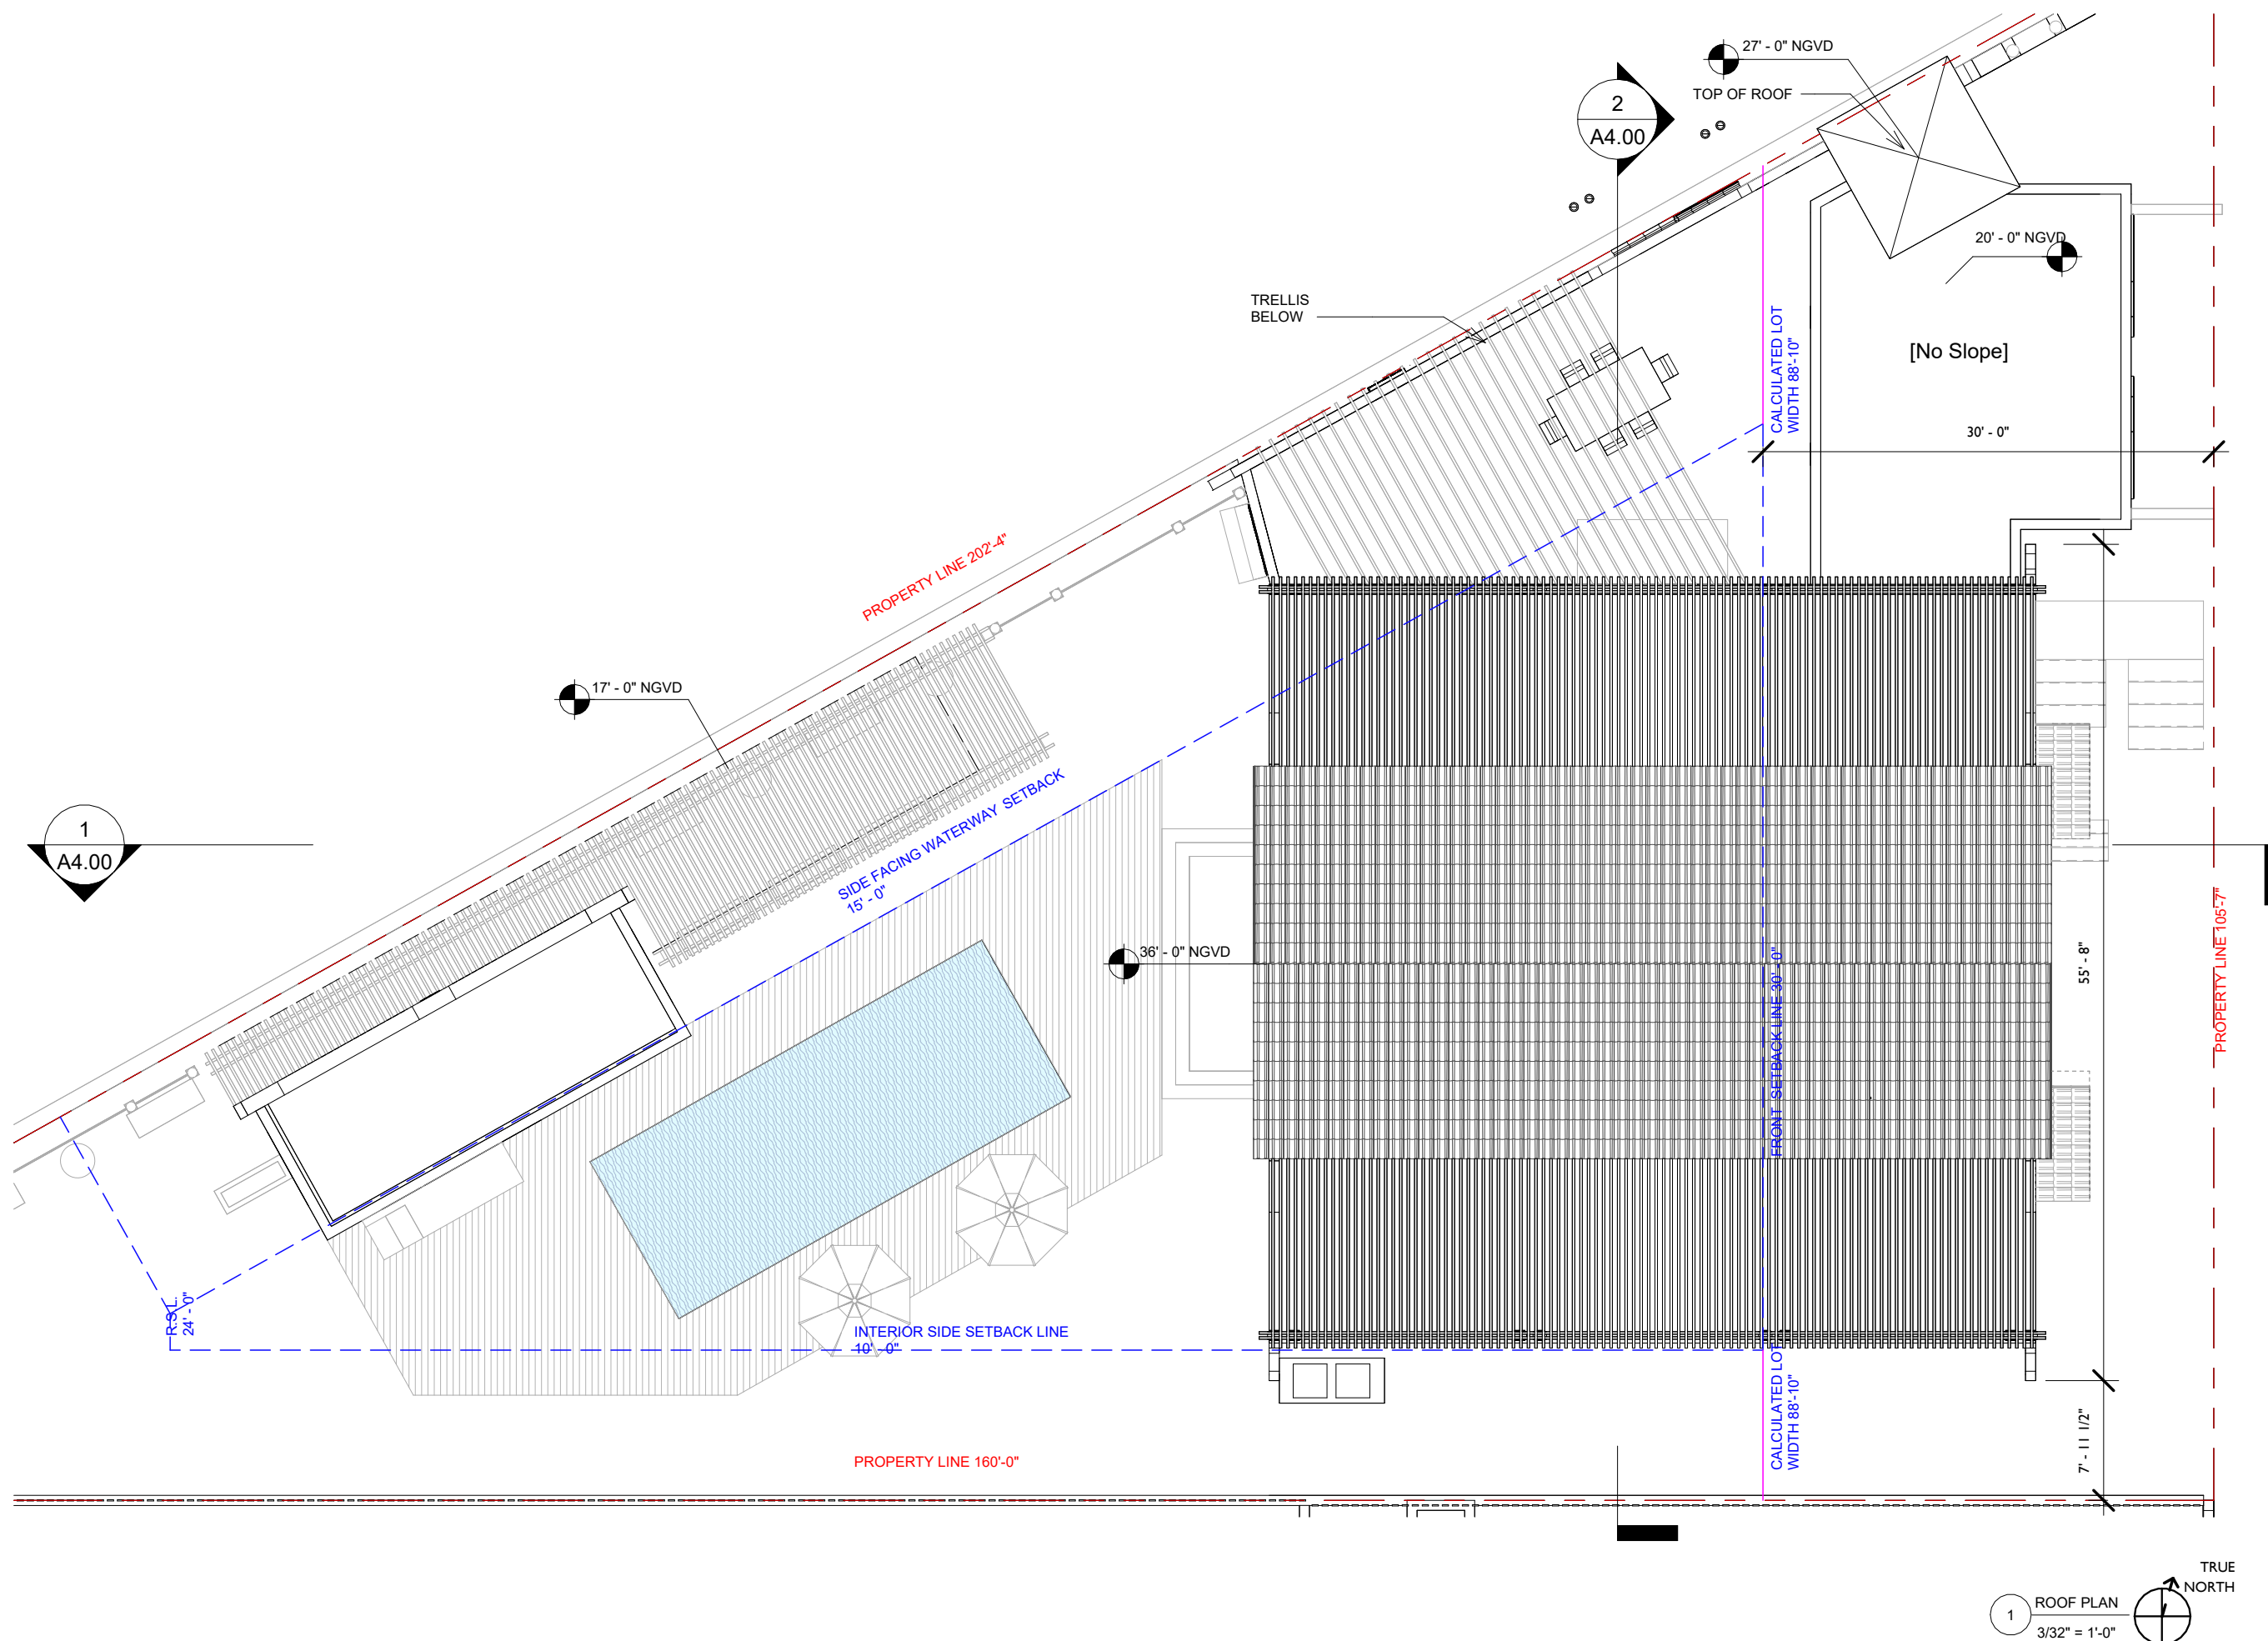 27' - 0" NGVD
TOP OF ROOF
2
A4.00
20' - 0" NGVD
TRELLIS
BELOW
CALCULATED LOT
WIDTH 88'-10"
[No Slope]
30' - 0"
PROPERTY LINE 202'-4"
17' - 0" NGVD
SIDE FACING WATERWAY SETBACK
15' - 0"
1
A4.00
36' - 0" NGVD
FRONT SETBACK LINE 30' - 0"
55' - 8"
PROPERTY LINE 105'-7"
R.S.L.
24' - 0"
INTERIOR SIDE SETBACK LINE
10' - 0"
CALCULATED LOT
WIDTH 88'-10"
7' - 11 1/2"
PROPERTY LINE 160'-0"
TRUE
NORTH
1
ROOF PLAN
3/32" = 1'-0"